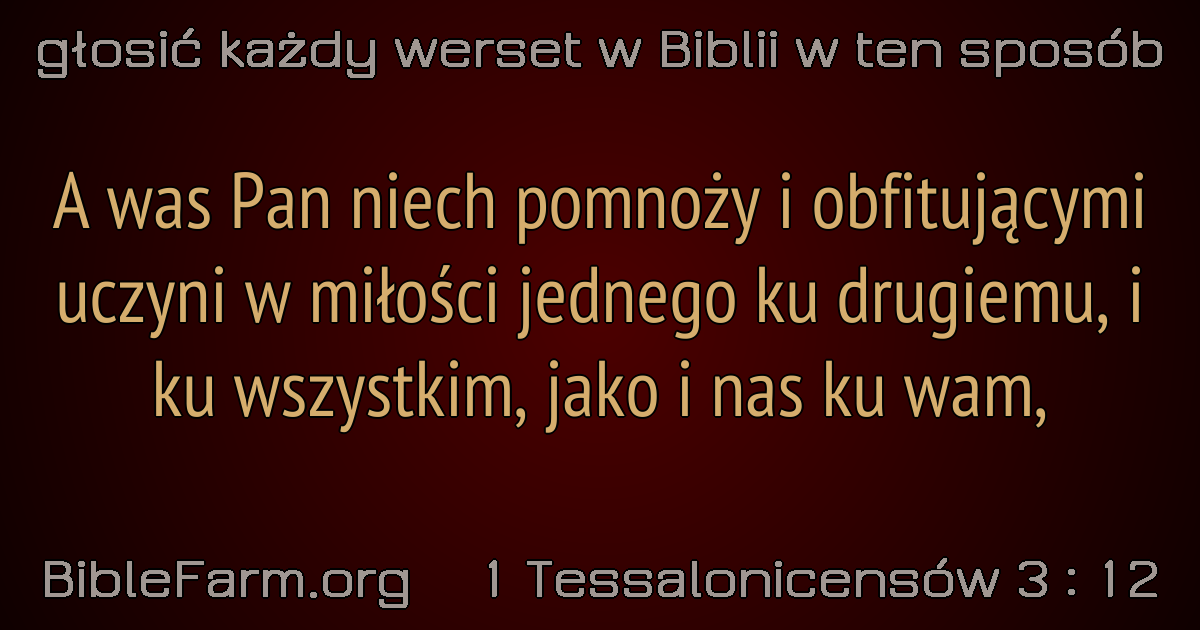 głosić każdy werset w Biblii w ten sposób
A was Pan niech pomnoży i obfitującymi
uczyni w miłości jednego ku drugiemu, i
ku wszystkim, jako i nas ku wam,
BibleFarm.org 1 Tessalonicensów 3 : 12